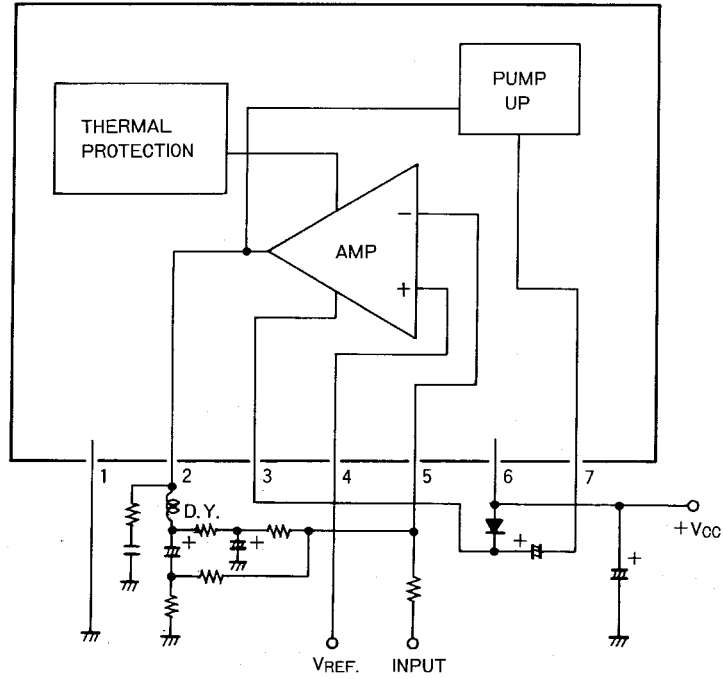 PUMP
UP
THERMAL
PROTECTION
−
AMP
+
1 2 3 4 5 6 7
D.Y.
+ + + +
+VCC
VREF. INPUT